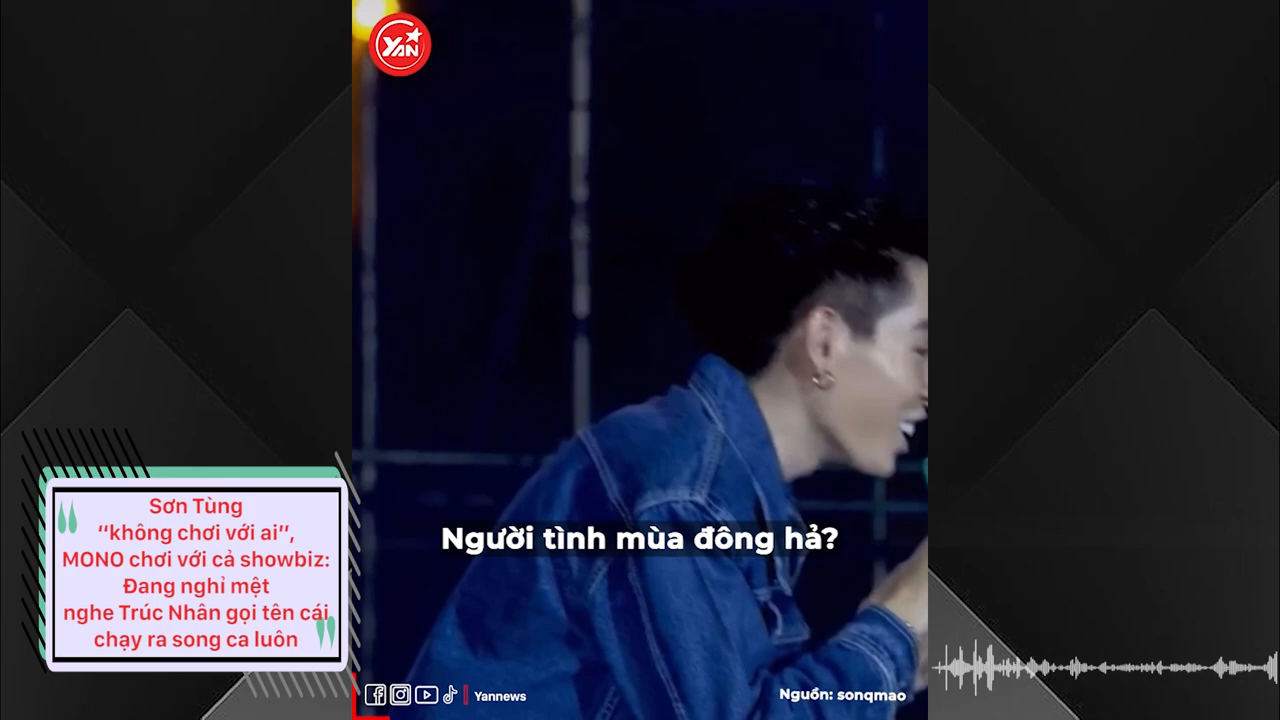 YAN
Người tình mùa đông hả?
Sơn Tùng
“không chơi với ai”,
MONO chơi với cả showbiz:
Đang nghỉ mệt
nghe Trúc Nhân gọi tên cái
chạy ra song ca luôn
Yannews
Nguồn: sonqmao